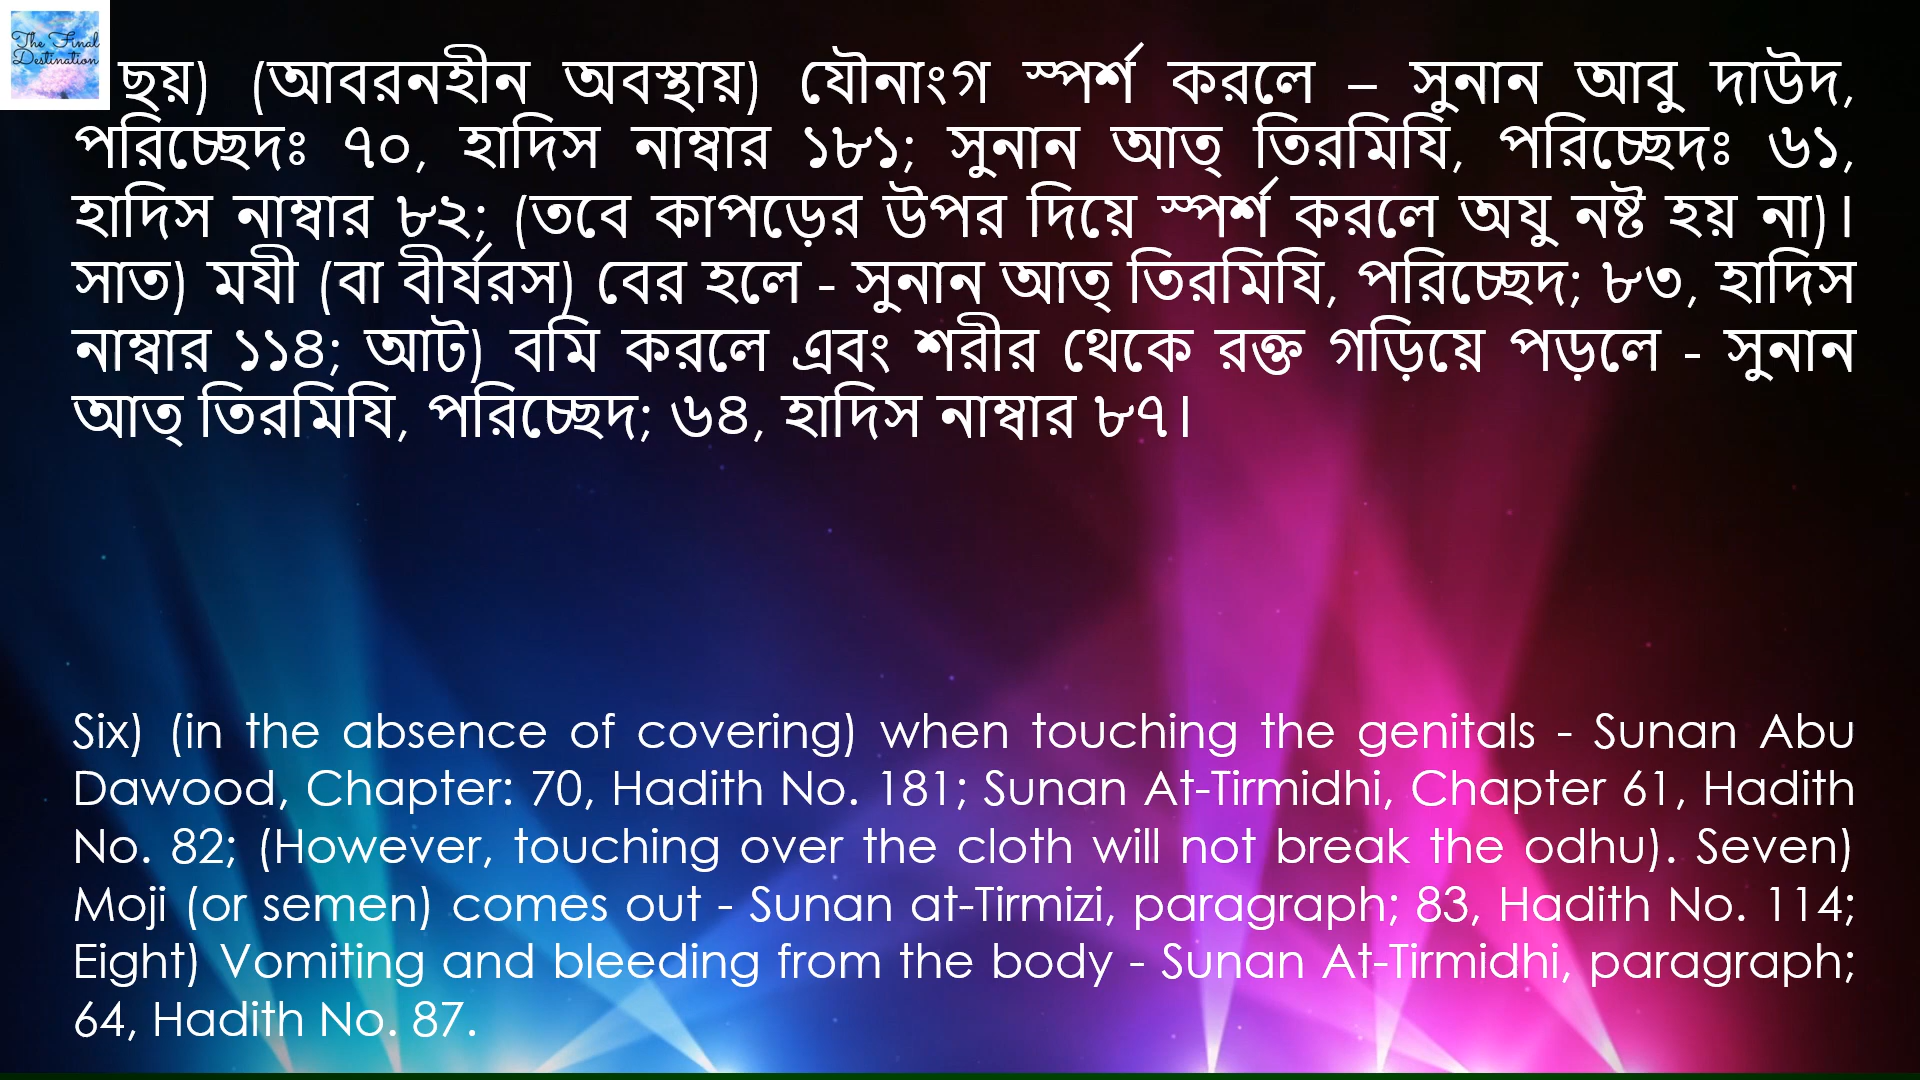 The Final
Destination
ছয়) (আবরনহীন অবস্থায়) যৌনাংগ স্পর্শ করলে – সুনান আবু দাউদ,
পরিচ্ছেদঃ ৭০, হাদিস নাম্বার ১৮১; সুনান আত্ তিরমিযি, পরিচ্ছেদঃ ৬১,
হাদিস নাম্বার ৮২; (তবে কাপড়ের উপর দিয়ে স্পর্শ করলে অযু নষ্ট হয় না)।
সাত) মযী (বা বীর্যরস) বের হলে - সুনান আত্ তিরমিযি, পরিচ্ছেদ; ৮৩, হাদিস
নাম্বার ১১৪; আট) বমি করলে এবং শরীর থেকে রক্ত গড়িয়ে পড়লে - সুনান
আত্ তিরমিযি, পরিচ্ছেদ; ৬৪, হাদিস নাম্বার ৮৭।
Six) (in the absence of covering) when touching the genitals - Sunan Abu
Dawood, Chapter: 70, Hadith No. 181; Sunan At-Tirmidhi, Chapter 61, Hadith
No. 82; (However, touching over the cloth will not break the odhu). Seven)
Moji (or semen) comes out - Sunan at-Tirmizi, paragraph; 83, Hadith No. 114;
Eight) Vomiting and bleeding from the body - Sunan At-Tirmidhi, paragraph;
64, Hadith No. 87.